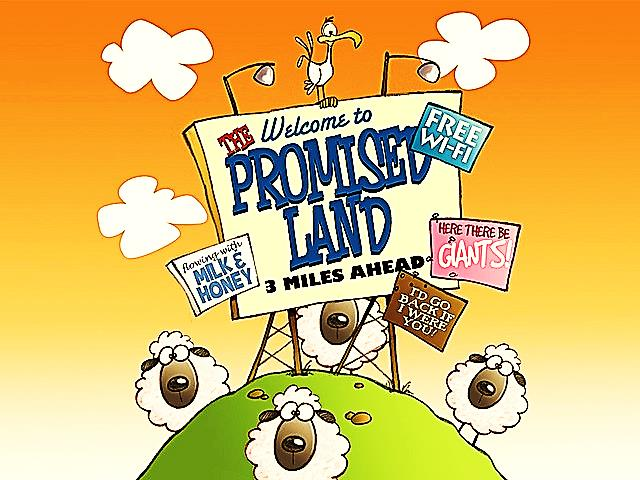 Welcome to
THE
PROMISED
LAND
3 MILES AHEAD
FREE
WI-FI
HERE THERE BE
GIANTS!
flowing with
MILK &
HONEY
I'D GO
BACK IF
I WERE
YOU!